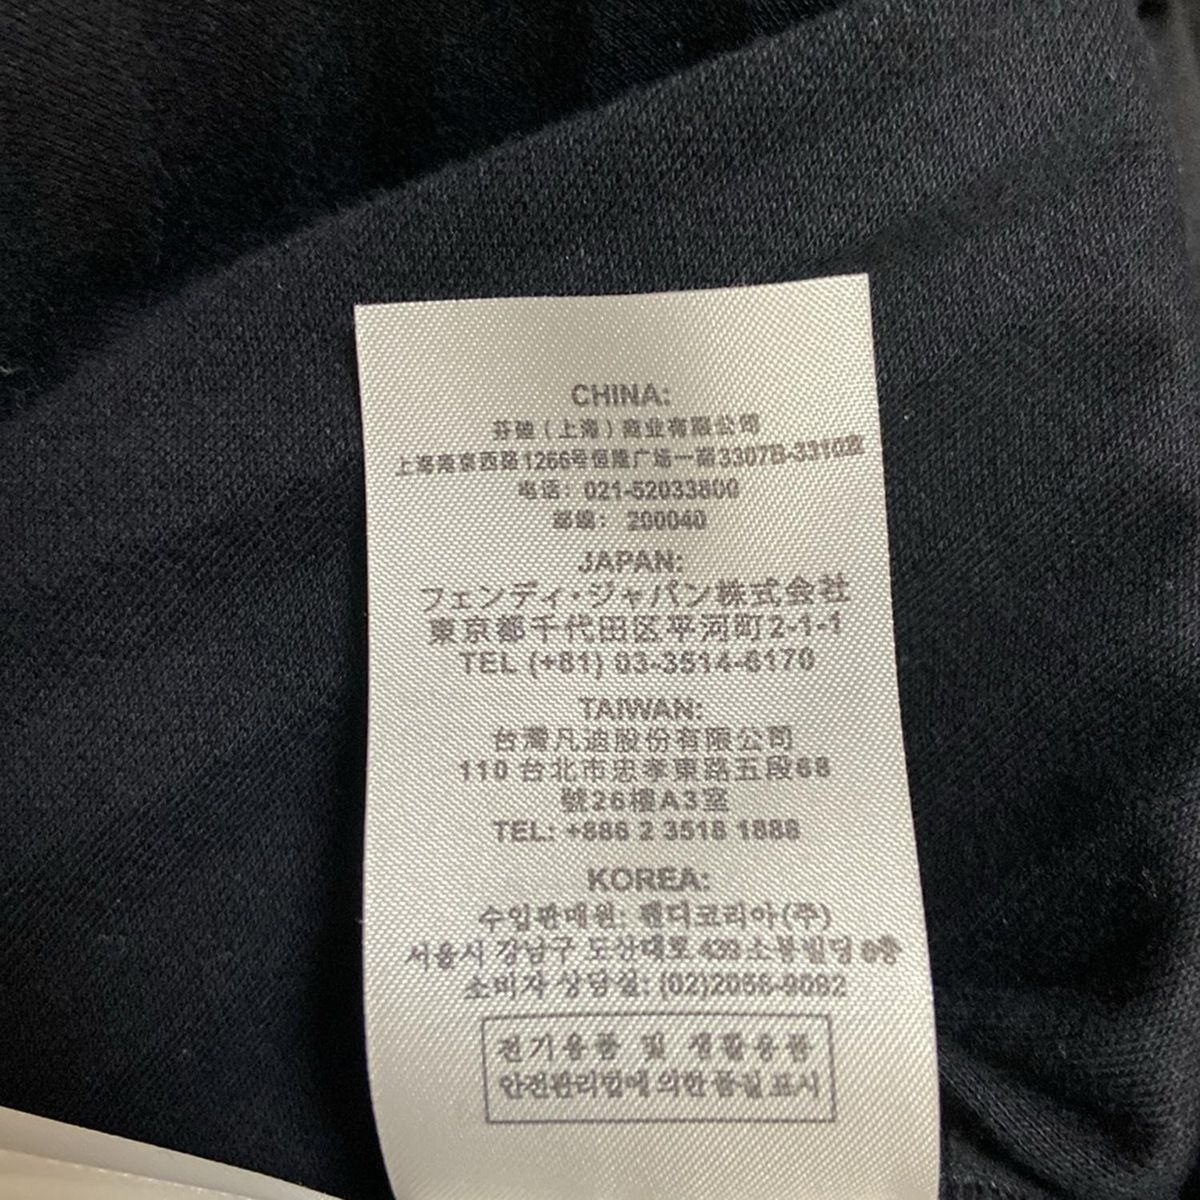 CHINA:
芬迪（上海）商业有限公司
上海南京西路1266号恒隆广场一期3307B-3310室
电话：021-52033800
邮编：200040
JAPAN:
フェンディ・ジャパン株式会社
東京都千代田区平河町2-1-1
TEL (+81) 03-3514-6170
TAIWAN:
台灣凡迪股份有限公司
110 台北市忠孝東路五段68
號26樓A3室
TEL: +886 2 3518 1888
KOREA:
수입판매원: 펜디코리아(주)
서울시 강남구 도산대로 439 소봉빌딩 6층
소비자 상담실: (02)2056-9082
전기용품 및 생활용품
안전관리법에 의한 품질 표시